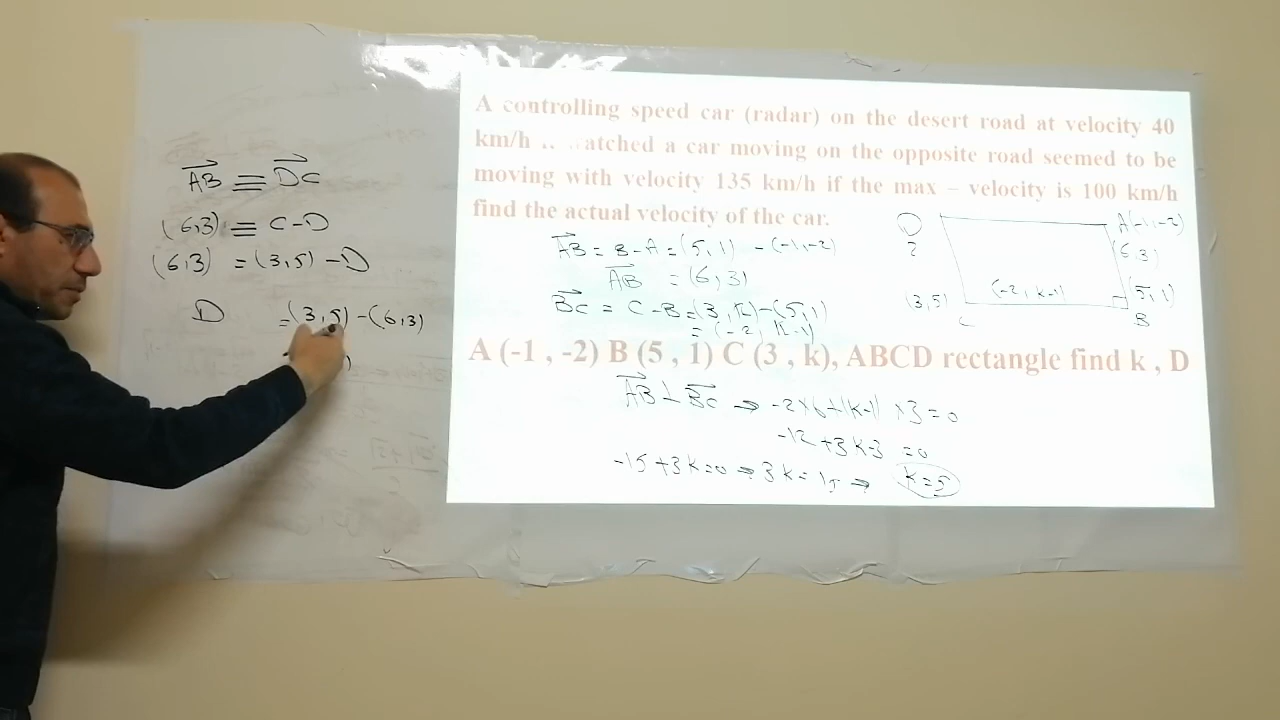 AB ≡ DC
(6,3) ≡ C-D
(6,3) = (3,5) - D
D = (3,5) - (6,3)
A controlling speed car (radar) on the desert road at velocity 40
km/h atched a car moving on the opposite road seemed to be
moving with velocity 135 km/h if the max – velocity is 100 km/h
find the actual velocity of the car.
D
?
A(-1,-2)
(6,3)
(3,5)
(-2, k-1)
(5,1)
C
B
AB = B-A = (5,1) - (-1,-2)
AB = (6,3)
BC = C-B = (3,k) - (5,1)
= (-2, k-1)
A (-1 , -2) B (5 , 1) C (3 , k), ABCD rectangle find k , D
AB ⊥ BC → -2×6+(k-1)×3=0
-12+3k-3=0
-15+3k=0 → 3k=15 → k=5